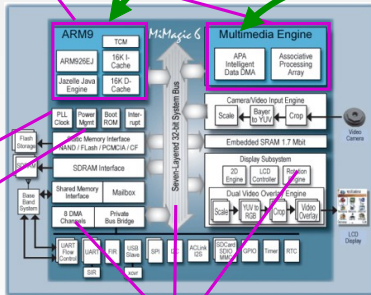 ARM9
TCM
ARM926EJ
16K I-
Cache
Jazelle Java
Engine
16K D-
Cache
MiMagic 6
Multimedia Engine
APA
Intelligent
Data DMA
Associative
Processing
Array
Seven-Layered 32-bit System Bus
PLL
Clock
Power
Mgmt
Boot
ROM
Inter-
rupt
Camera/Video Input Engine
Scale
Bayer
to YUV
Crop
Video
Camera
Flash
Storage
Static Memory Interface
NAND / FLash / PCMCIA / CF
Embedded SRAM 1.7 Mbit
SDRAM Interface
Display Subsystem
2D
Engine
LCD
Controller
Rotation
Engine
Base
Band
System
Shared Memory
Interface
Mailbox
Dual Video Overlay Engine
Scale
YUV to
RGB
Crop
Video
Overlay
8 DMA
Channels
Private
Bus Bridge
LCD
Display
UART
Flow
Control
UART
FIR
USB
Slave
SPI
ACLink
I2S
SDCard
SDIO
MMC
GPIO
Timer
RTC
SIR